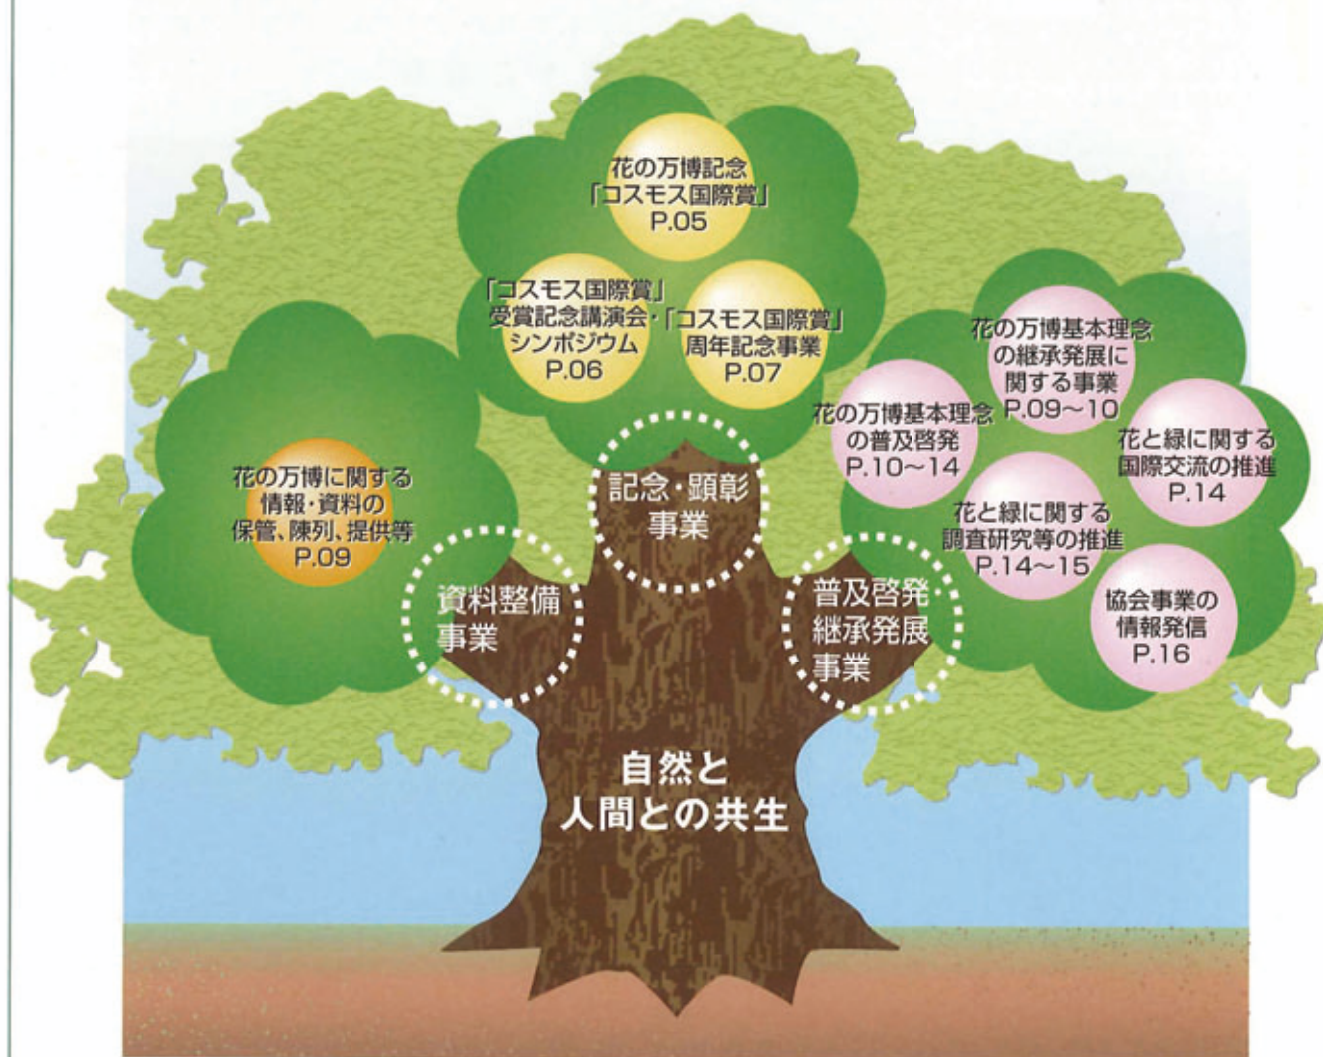 花の万博記念
「コスモス国際賞」
P.05
「コスモス国際賞」
受賞記念講演会・
シンポジウム
P.06
「コスモス国際賞」
周年記念事業
P.07
花の万博基本理念
の継承発展に
関する事業
P.09〜10
花の万博基本理念
の普及啓発
P.10〜14
花と緑に関する
国際交流の推進
P.14
花と緑に関する
調査研究等の推進
P.14〜15
協会事業の
情報発信
P.16
花の万博に関する
情報・資料の
保管、陳列、提供等
P.09
記念・顕彰
事業
資料整備
事業
普及啓発・
継承発展
事業
自然と
人間との共生